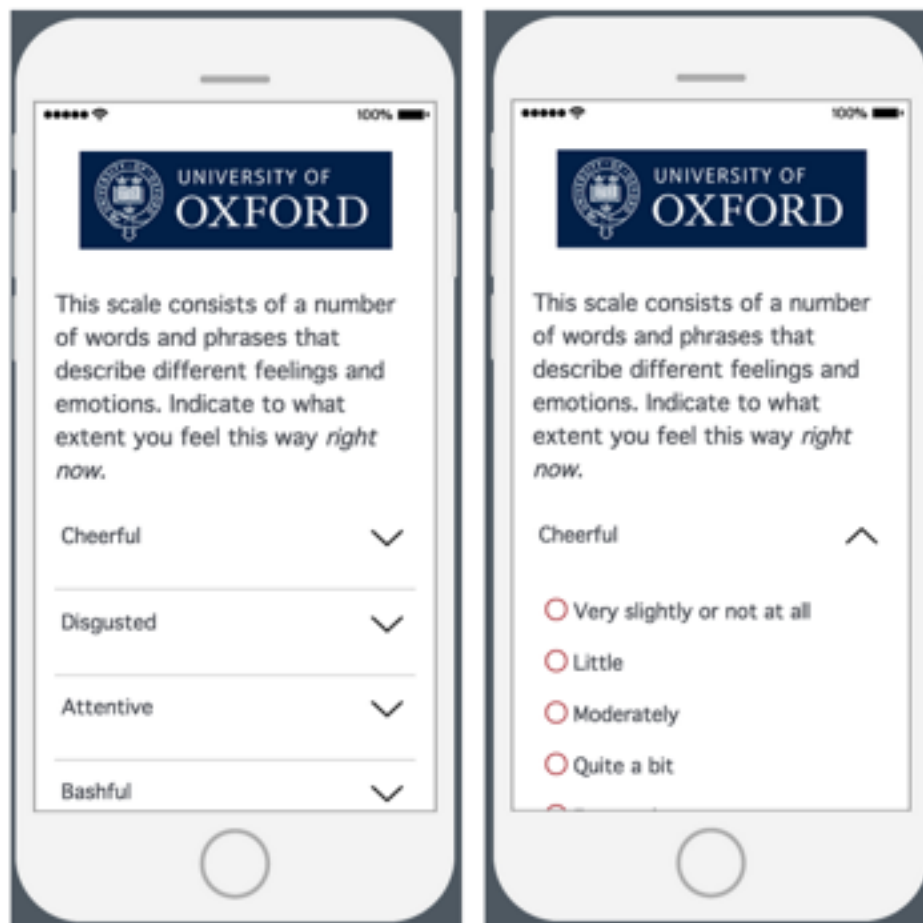 100%
UNIVERSITY OF
OXFORD
This scale consists of a number
of words and phrases that
describe different feelings and
emotions. Indicate to what
extent you feel this way right
now.
Cheerful
Disgusted
Attentive
Bashful
100%
UNIVERSITY OF
OXFORD
This scale consists of a number
of words and phrases that
describe different feelings and
emotions. Indicate to what
extent you feel this way right
now.
Cheerful
Very slightly or not at all
Little
Moderately
Quite a bit